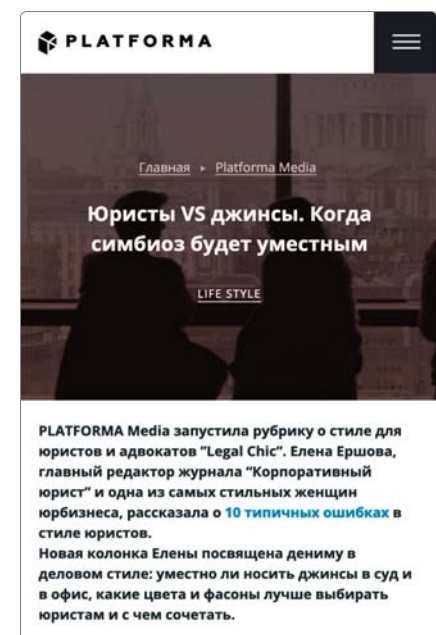 PLATFORMA
Главная ▸ Platforma Media
Юристы VS джинсы. Когда
симбиоз будет уместным
LIFE STYLE
PLATFORMA Media запустила рубрику о стиле для
юристов и адвокатов "Legal Chic". Елена Ершова,
главный редактор журнала "Корпоративный
юрист" и одна из самых стильных женщин
юрбизнеса, рассказала о 10 типичных ошибках в
стиле юристов.
Новая колонка Елены посвящена дениму в
деловом стиле: уместно ли носить джинсы в суд и
в офис, какие цвета и фасоны лучше выбирать
юристам и с чем сочетать.